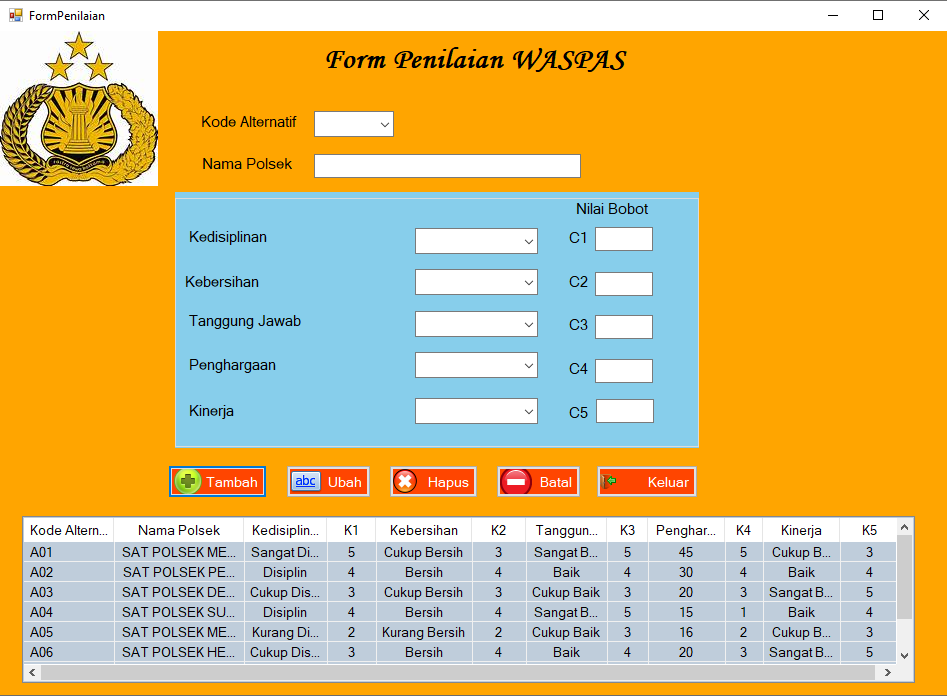 FormPenilaian
Form Penilaian WASPAS
Kode Alternatif
Nama Polsek
Nilai Bobot
Kedisiplinan C1
Kebersihan C2
Tanggung Jawab C3
Penghargaan C4
Kinerja C5
Tambah abc Ubah Hapus Batal Keluar
Kode Altern... Nama Polsek Kedisiplin... K1 Kebersihan K2 Tanggun... K3 Penghar... K4 Kinerja K5
A01 SAT POLSEK ME... Sangat Di... 5 Cukup Bersih 3 Sangat B... 5 45 5 Cukup B... 3
A02 SAT POLSEK PE... Disiplin 4 Bersih 4 Baik 4 30 4 Baik 4
A03 SAT POLSEK DE... Cukup Dis... 3 Cukup Bersih 3 Cukup Baik 3 20 3 Sangat B... 5
A04 SAT POLSEK SU... Disiplin 4 Bersih 4 Sangat B... 5 15 1 Baik 4
A05 SAT POLSEK ME... Kurang Di... 2 Kurang Bersih 2 Cukup Baik 3 16 2 Cukup B... 3
A06 SAT POLSEK HE... Cukup Dis... 3 Bersih 4 Baik 4 20 3 Sangat B... 5